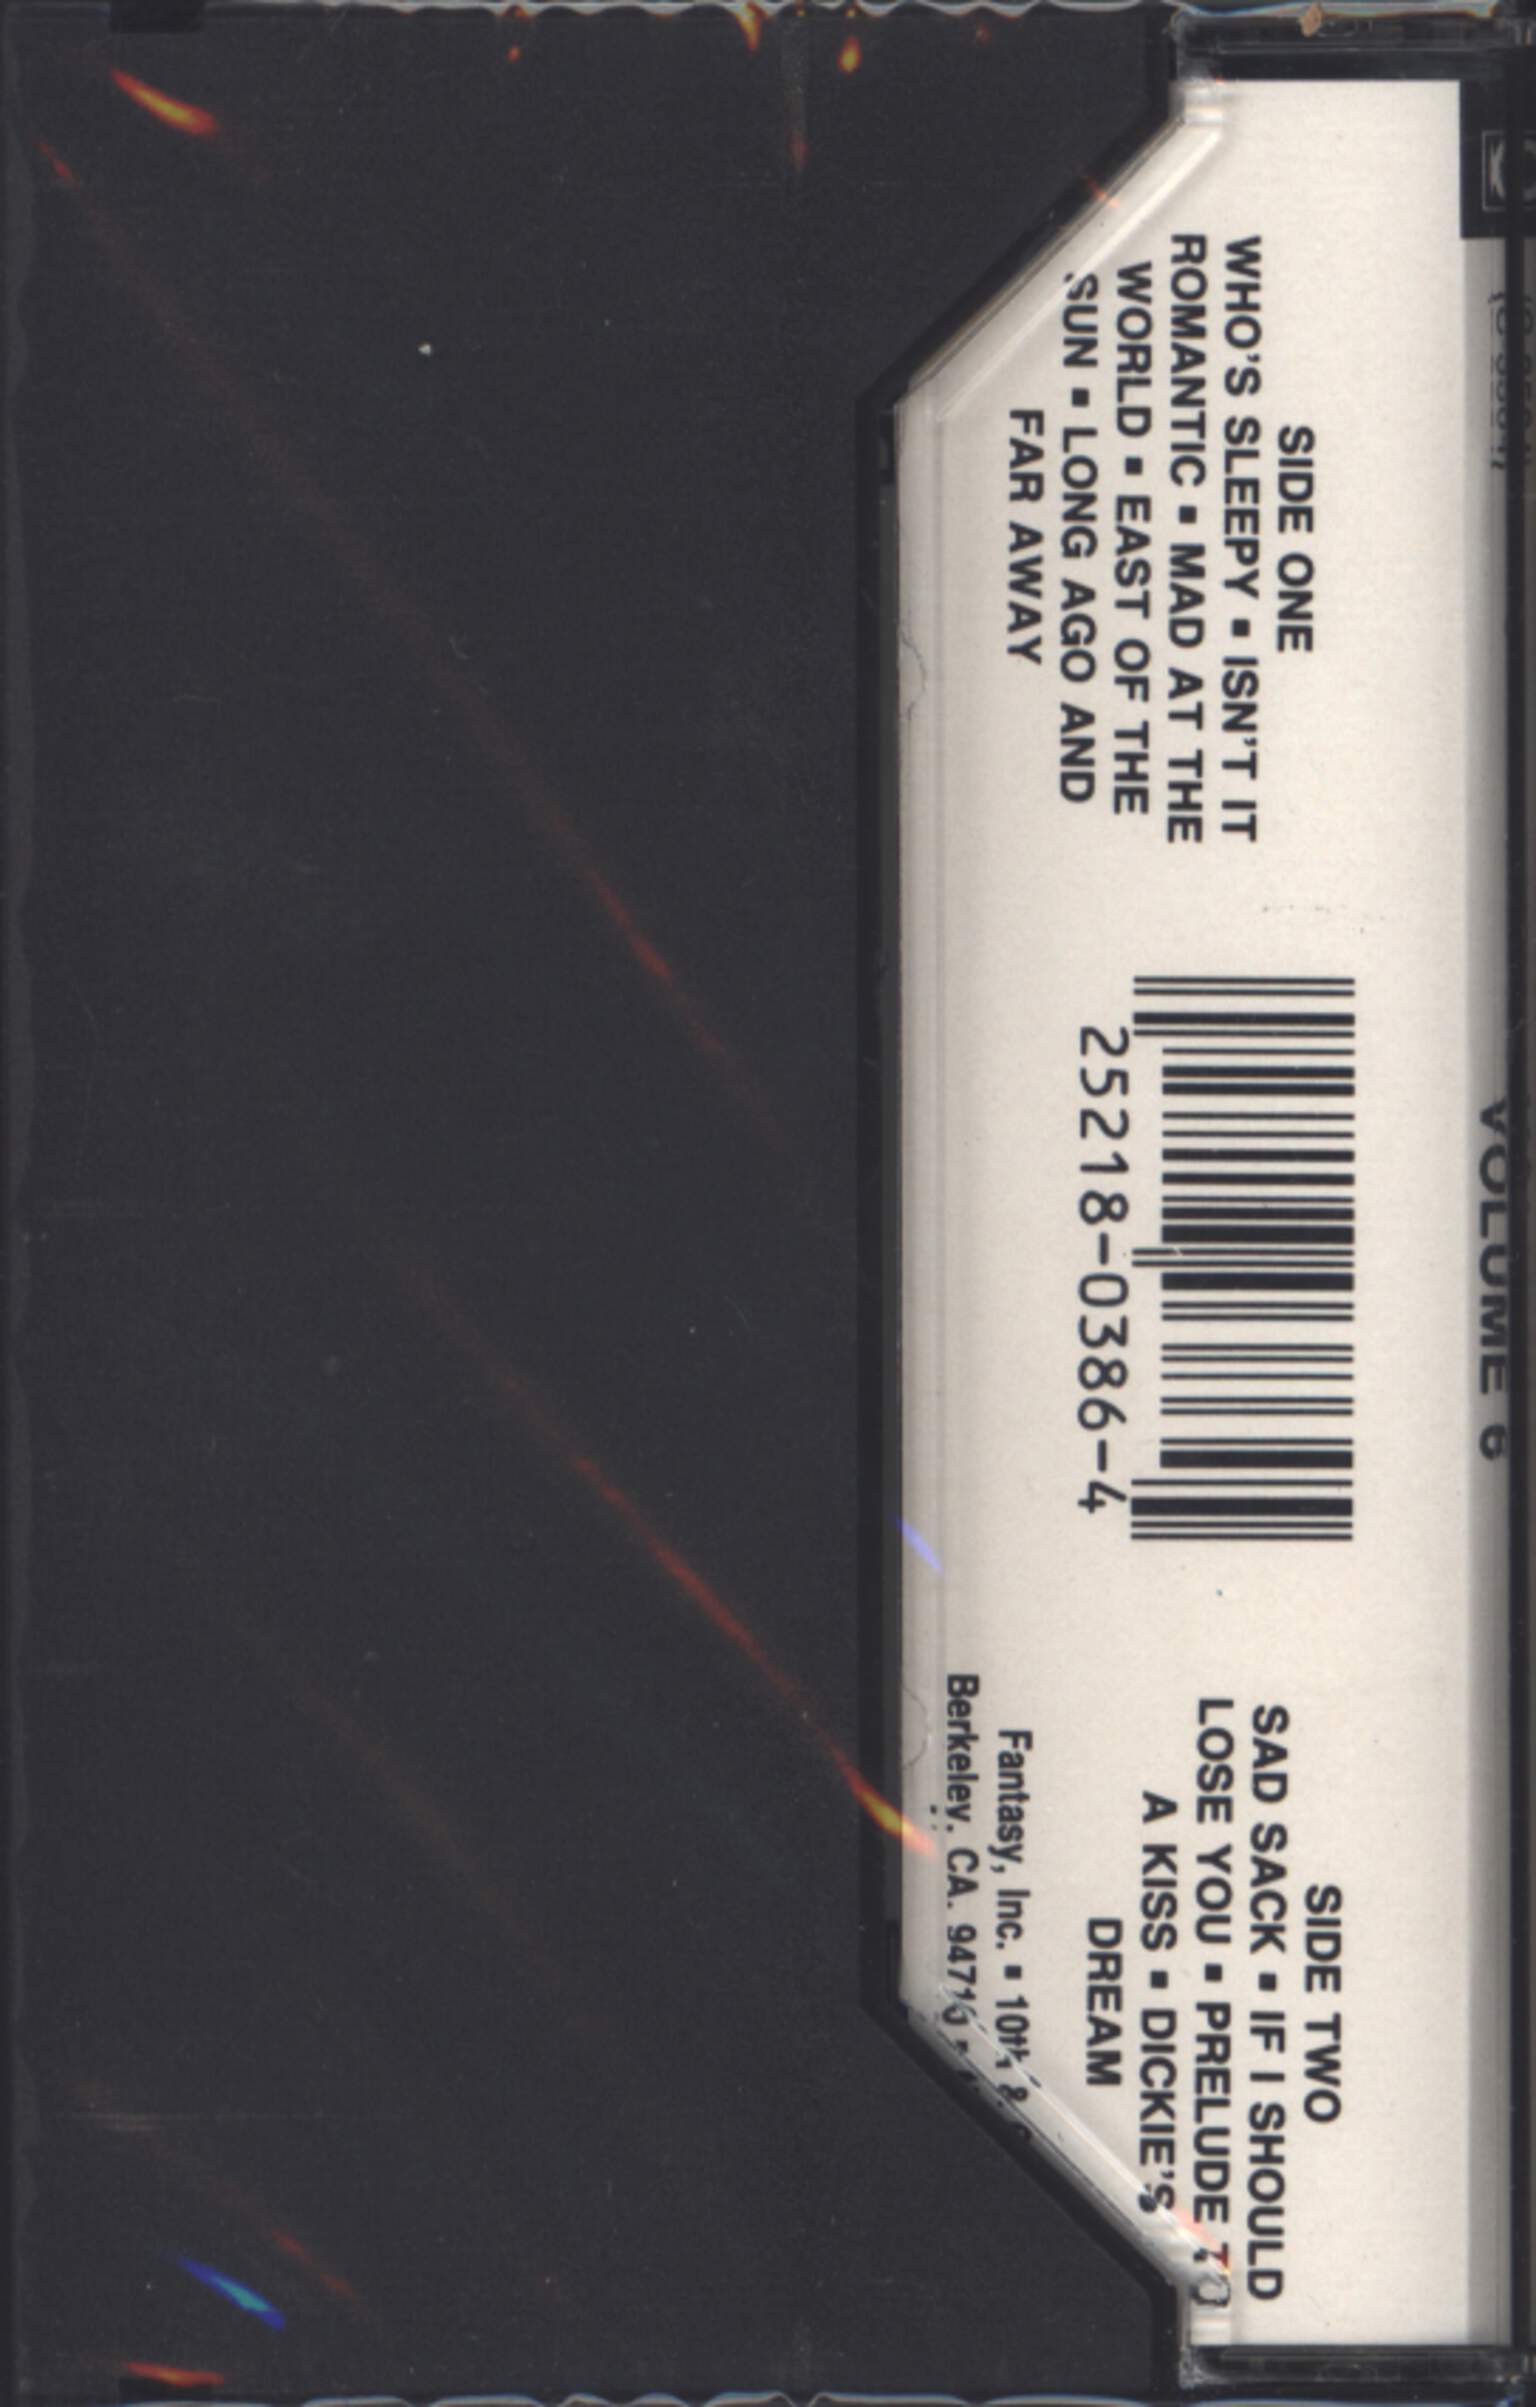 VOLUME 6
SIDE ONE
WHO'S SLEEPY ▪ ISN'T IT
ROMANTIC ▪ MAD AT THE
WORLD ▪ EAST OF THE
SUN ▪ LONG AGO AND
FAR AWAY
25218-0386-4
SIDE TWO
SAD SACK ▪ IF I SHOULD
LOSE YOU ▪ PRELUDE TO
A KISS ▪ DICKIE'S
DREAM
Fantasy, Inc. ▪ 10th &
Berkeley, CA. 94710